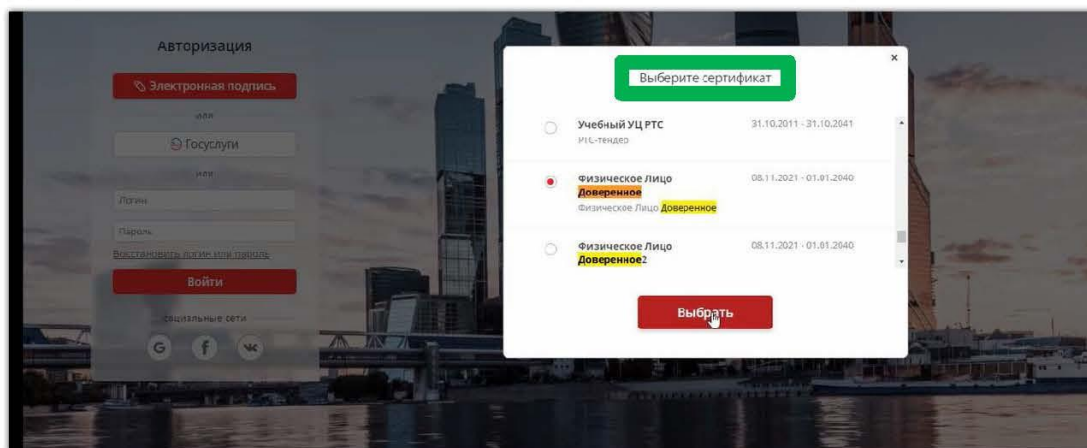 Авторизация
Электронная подпись
или
Госуслуги
или
Логин
Пароль
Восстановить логин или пароль
Войти
социальные сети
G f
Выберите сертификат
×
Учебный УЦ РТС 31.10.2011 - 31.10.2041
РТС-тендер
Физическое Лицо 08.11.2021 - 01.01.2040
Доверенное
Физическое Лицо Доверенное
Физическое Лицо 08.11.2021 - 01.01.2040
Доверенное2
Выбрать